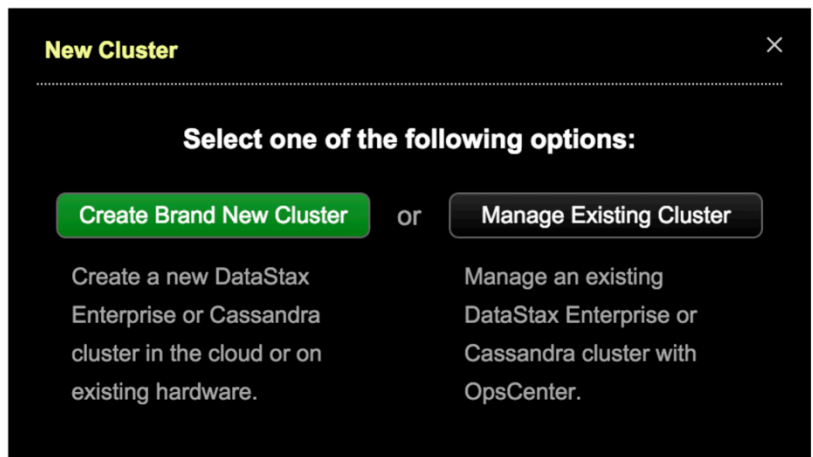 New Cluster
Select one of the following options:
Create Brand New Cluster or Manage Existing Cluster
Create a new DataStax
Enterprise or Cassandra
cluster in the cloud or on
existing hardware.
Manage an existing
DataStax Enterprise or
Cassandra cluster with
OpsCenter.